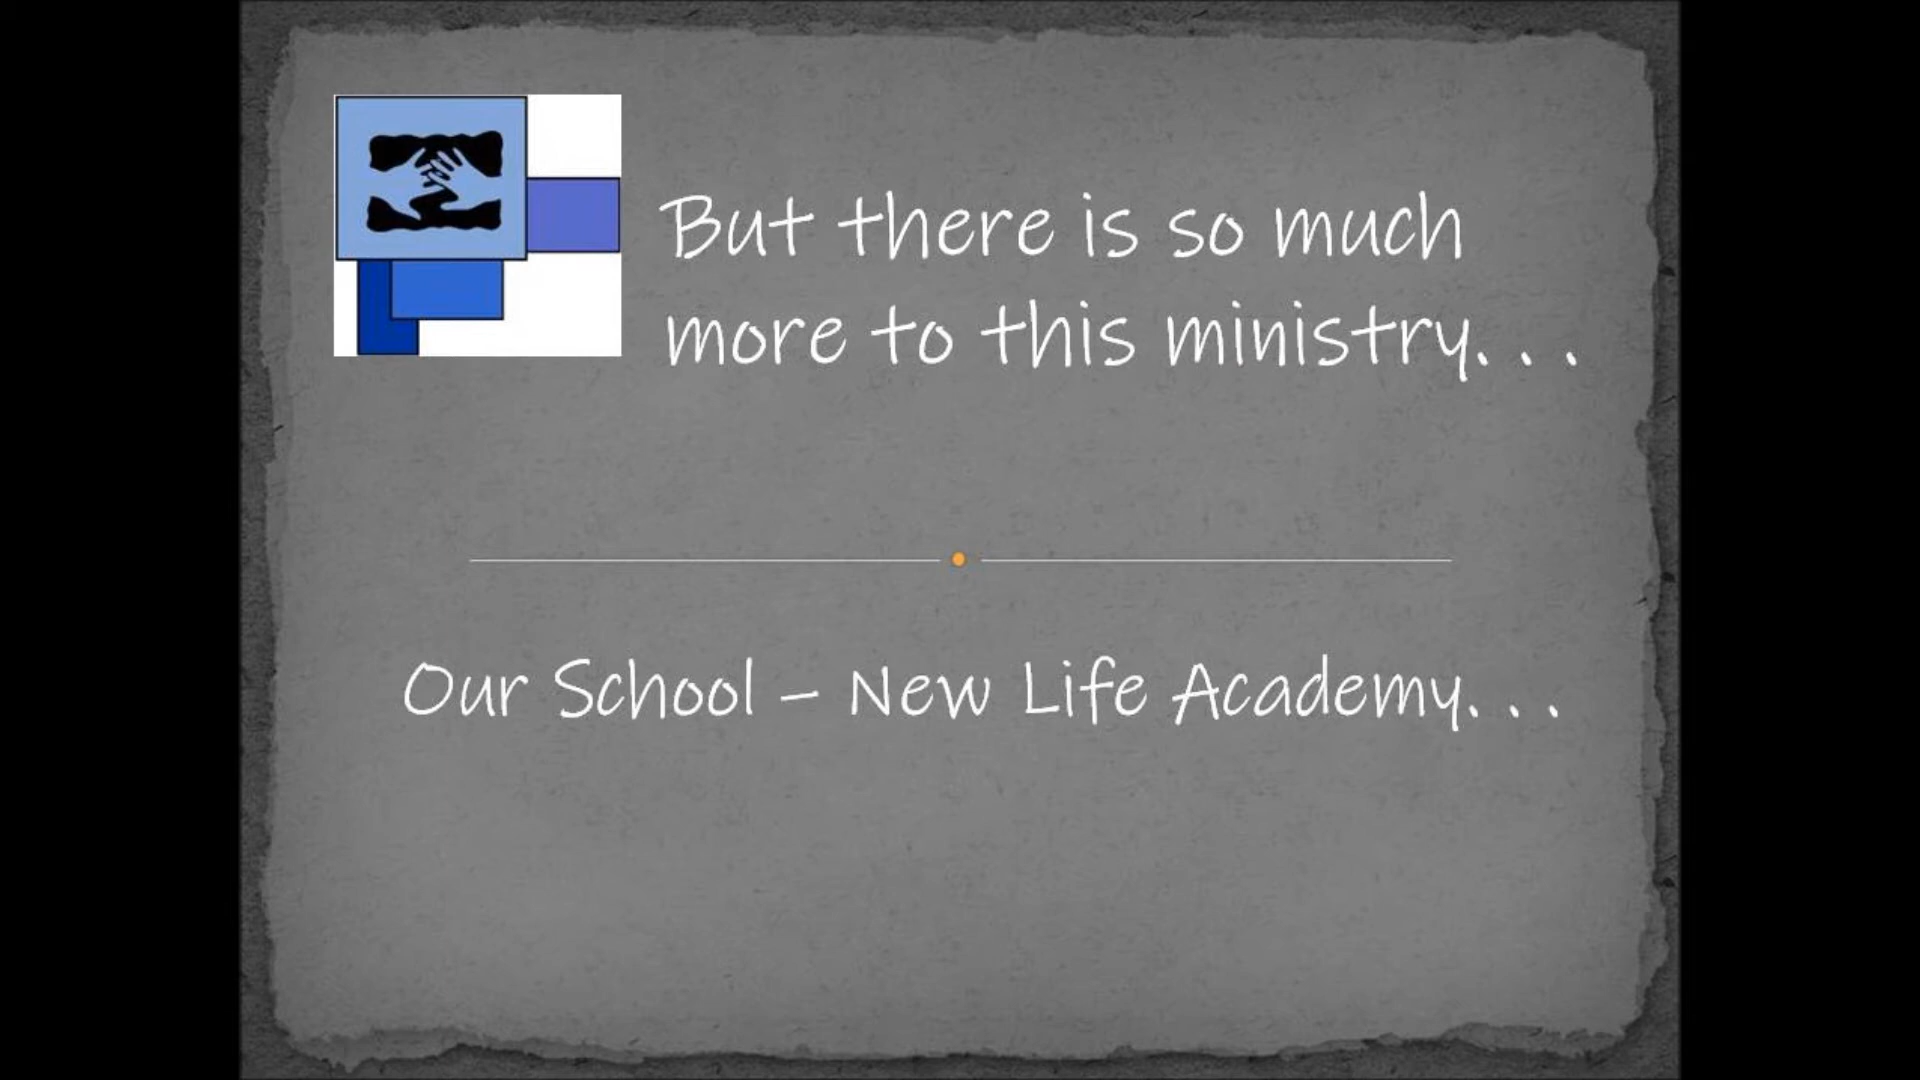 But there is so much
more to this ministry. . .
Our School – New Life Academy. . .